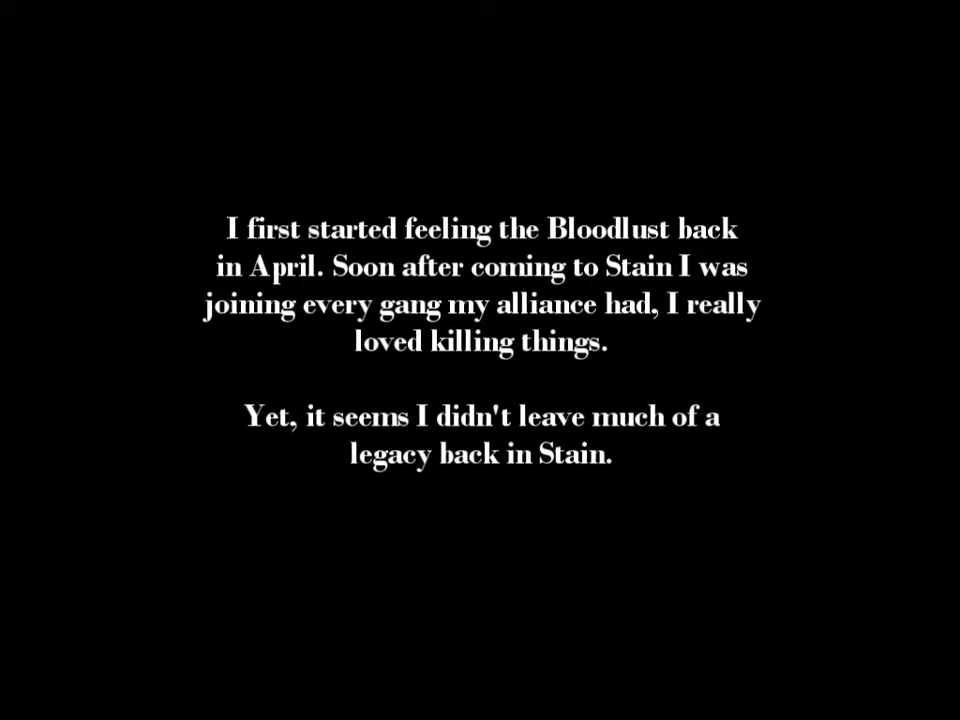 I first started feeling the Bloodlust back
in April. Soon after coming to Stain I was
joining every gang my alliance had, I really
loved killing things.
Yet, it seems I didn't leave much of a
legacy back in Stain.